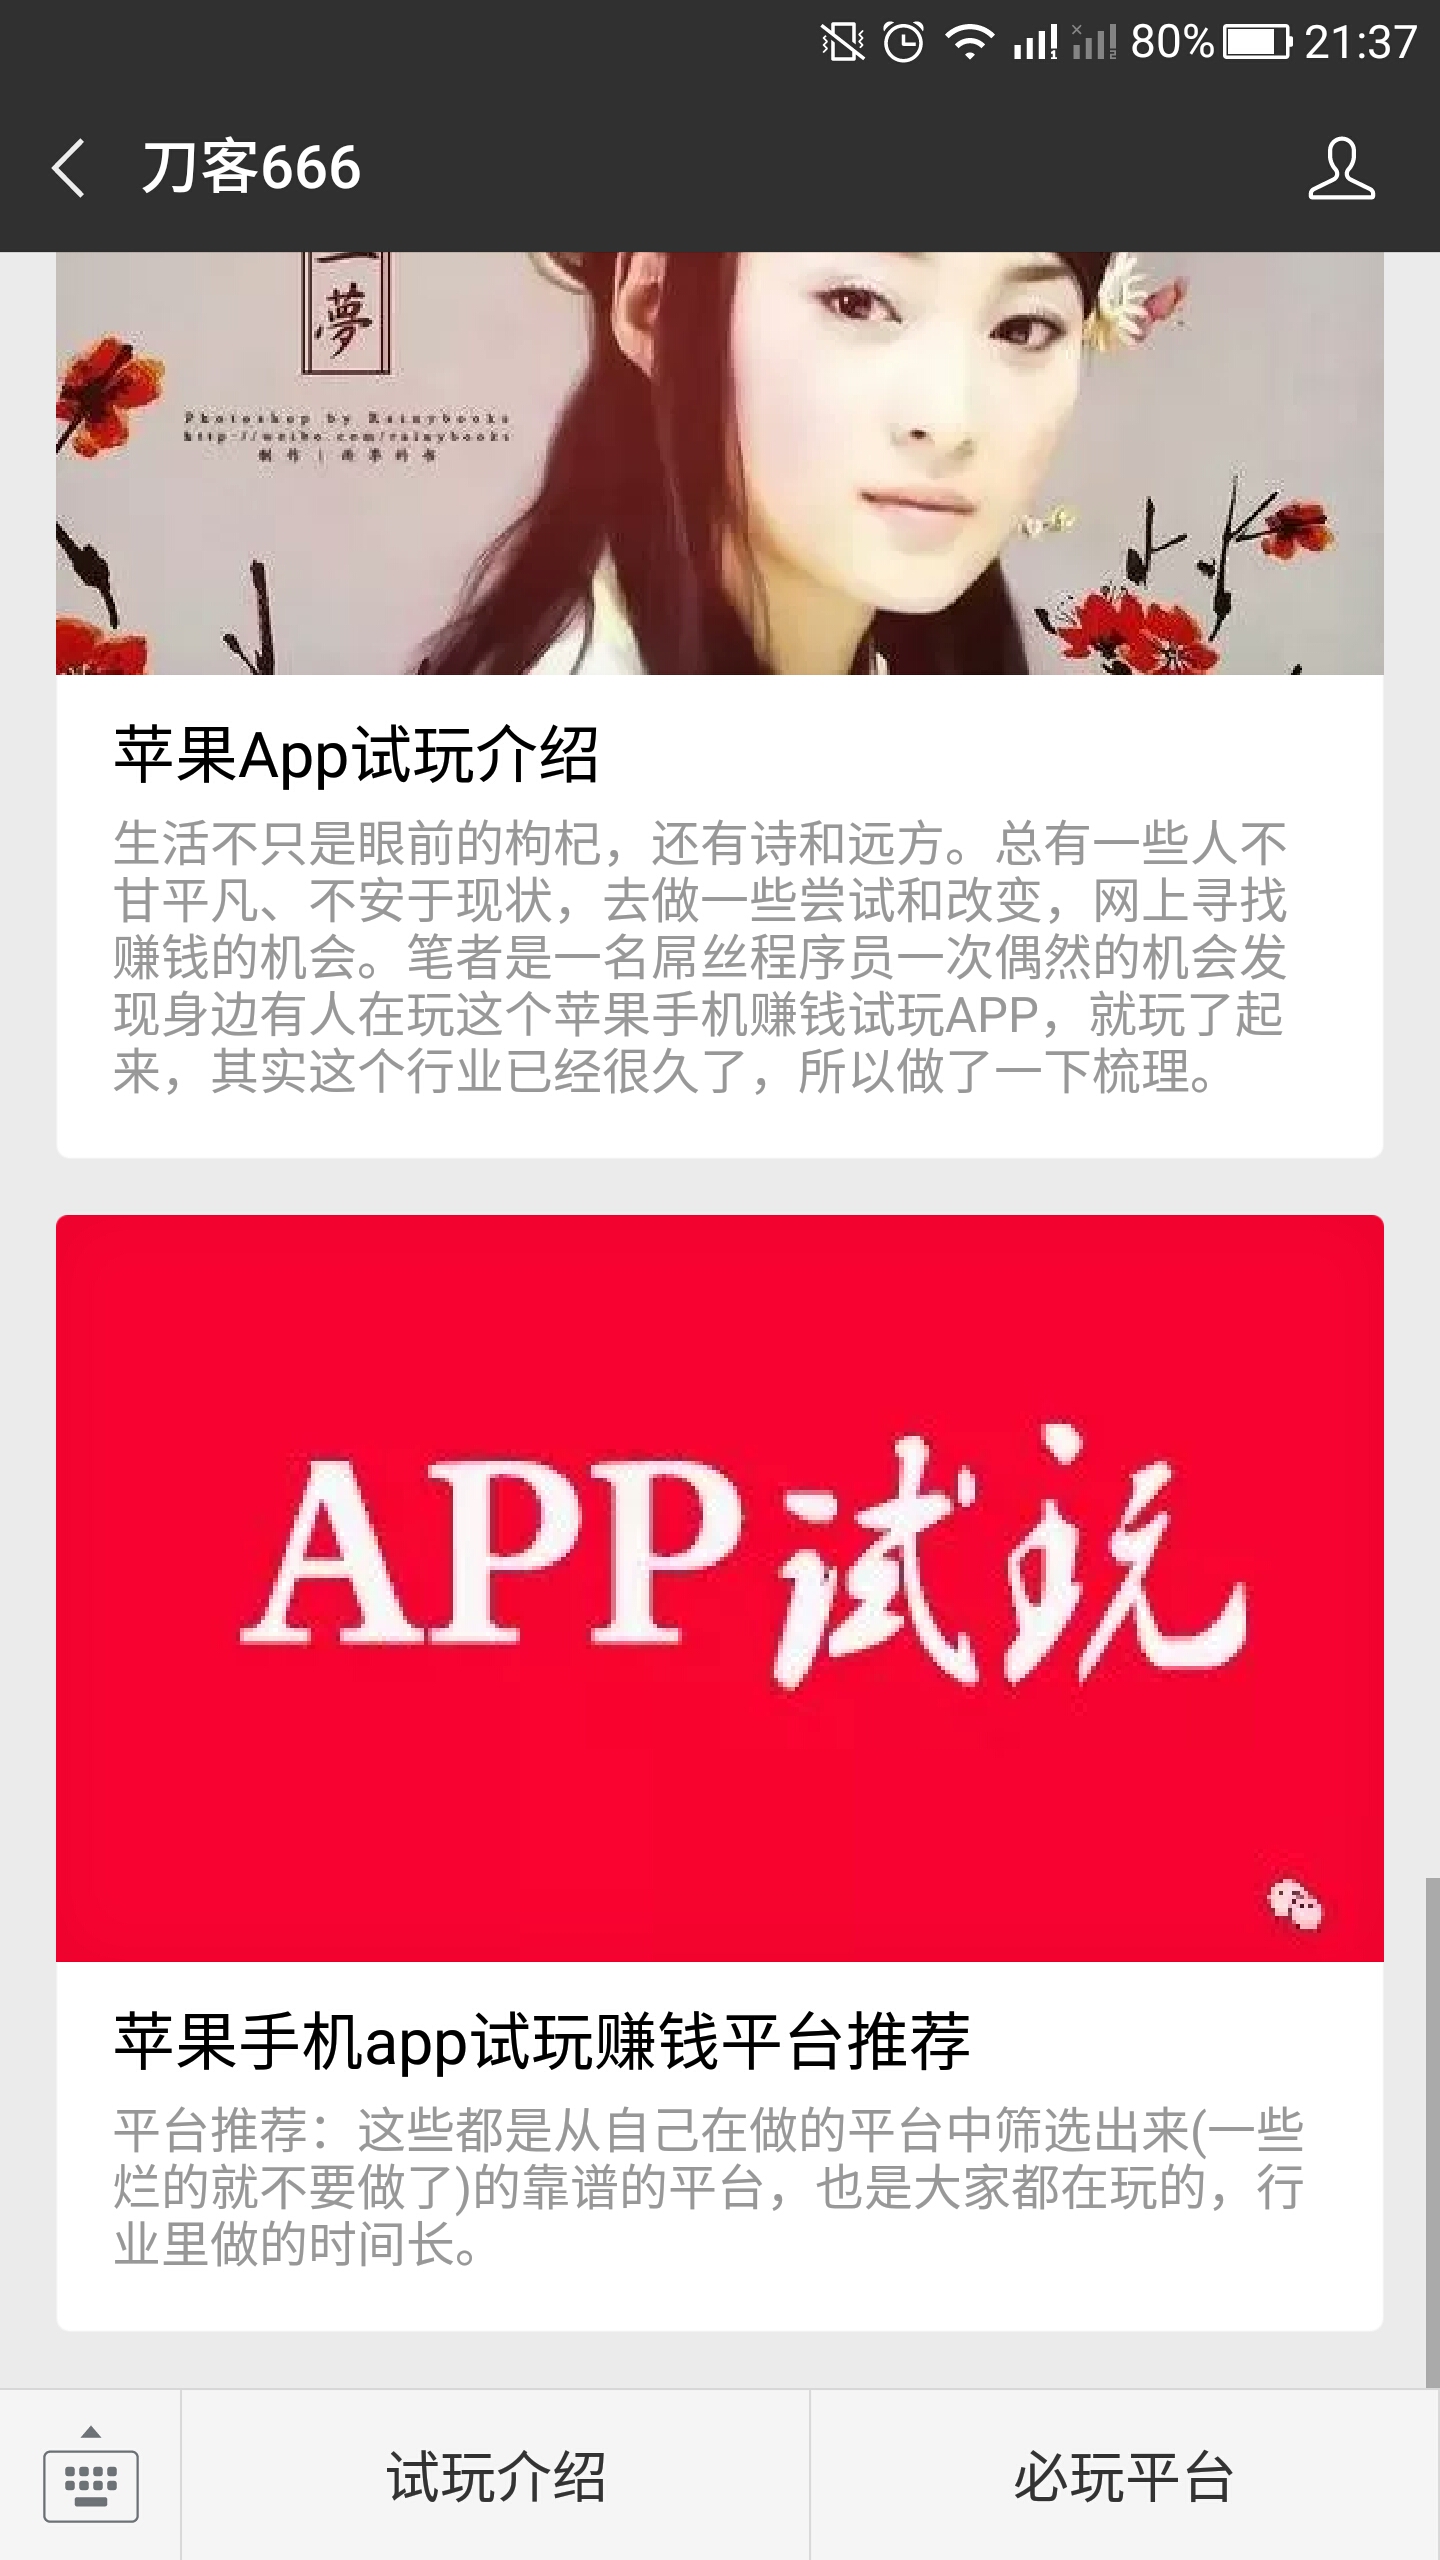 80% 21:37
刀客666
夢
Photoshop by Rainybooks
http://weibo.com/rainybooks
制作|雨季的书
苹果App试玩介绍
生活不只是眼前的枸杞，还有诗和远方。总有一些人不
甘平凡、不安于现状，去做一些尝试和改变，网上寻找
赚钱的机会。笔者是一名屌丝程序员一次偶然的机会发
现身边有人在玩这个苹果手机赚钱试玩APP，就玩了起
来，其实这个行业已经很久了，所以做了一下梳理。
APP试玩
苹果手机app试玩赚钱平台推荐
平台推荐：这些都是从自己在做的平台中筛选出来(一些
烂的就不要做了)的靠谱的平台，也是大家都在玩的，行
业里做的时间长。
试玩介绍
必玩平台